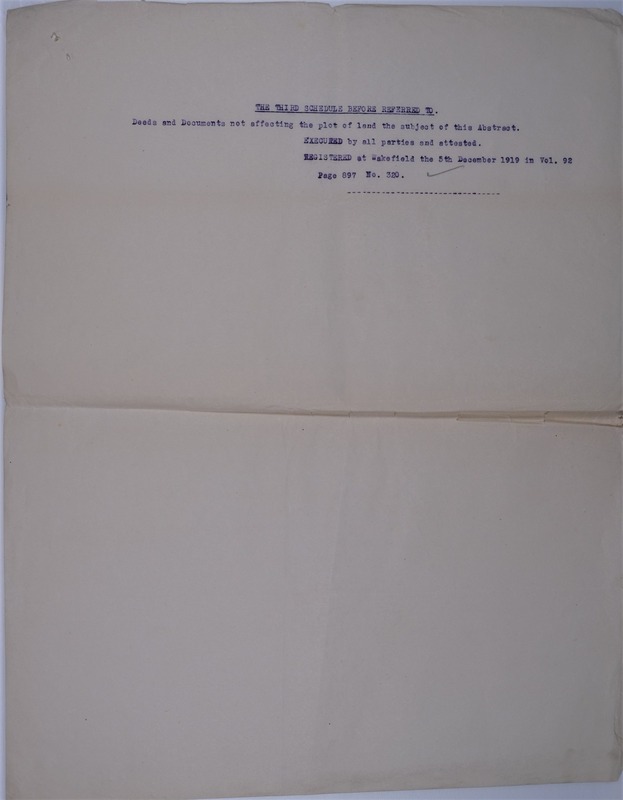 THE THIRD SCHEDULE BEFORE REFERRED TO.
Deeds and Documents not affecting the plot of land the subject of this Abstract.
EXECUTED by all parties and attested.
REGISTERED at Wakefield the 5th December 1919 in Vol. 92
Page 897 No. 320.